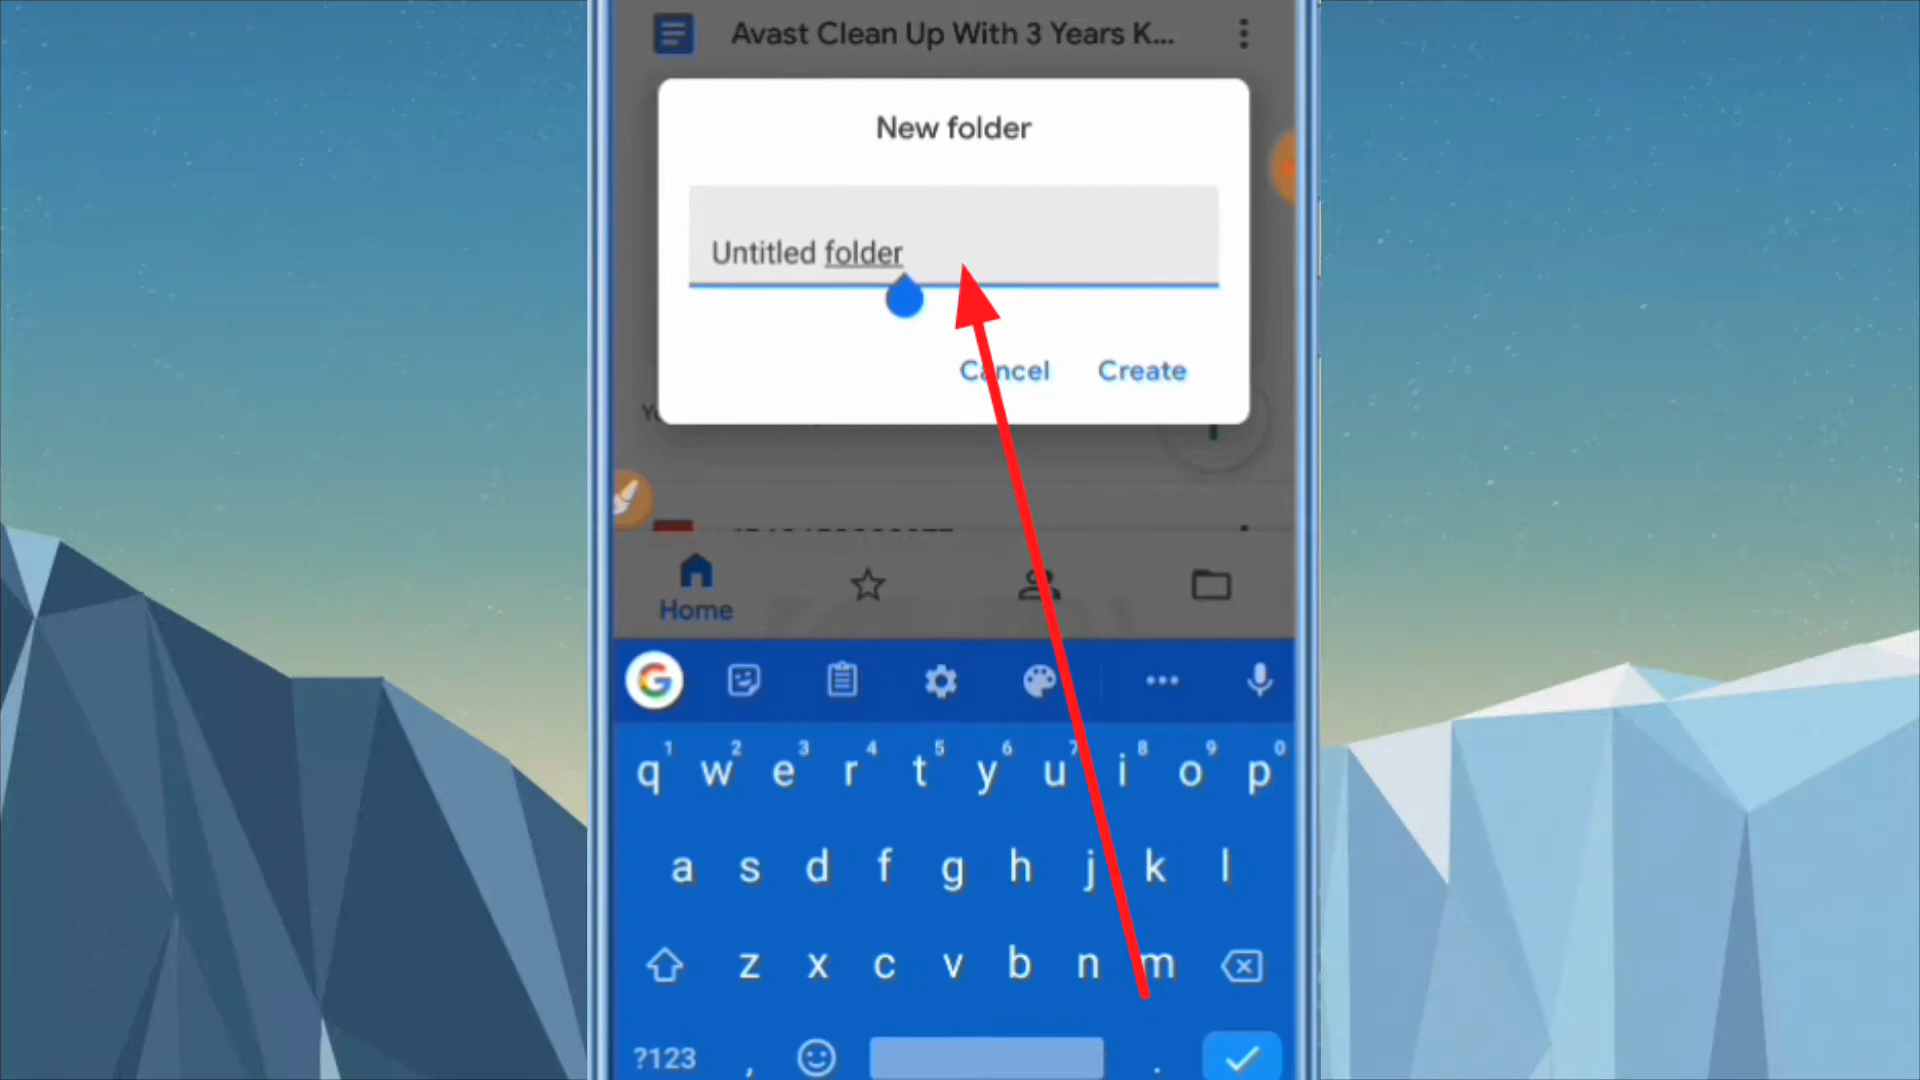 Avast Clean Up With 3 Years K...
New folder
Untitled folder
Cancel Create
Home
G
1 2 3 4 5 6 7 8 9 0
q w e r t y u i o p
a s d f g h j k l
z x c v b n m
?123 , .